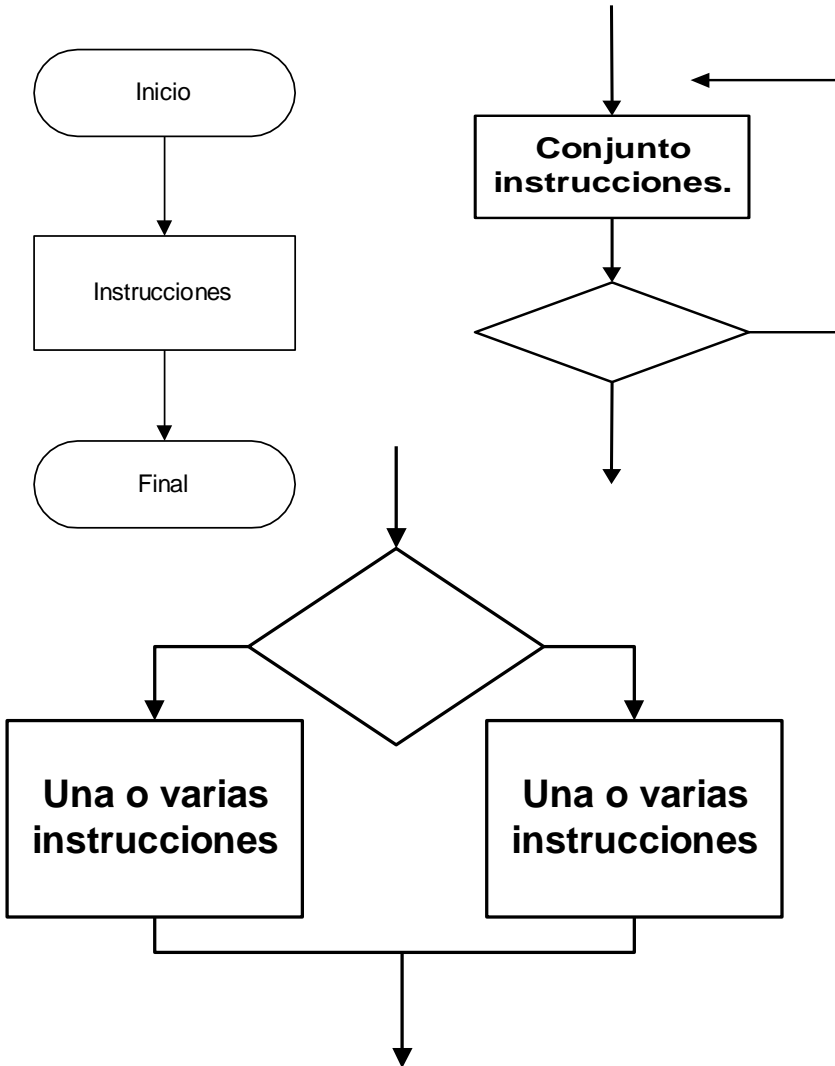 Inicio
Instrucciones
Final
Conjunto
instrucciones.
Una o varias
instrucciones
Una o varias
instrucciones